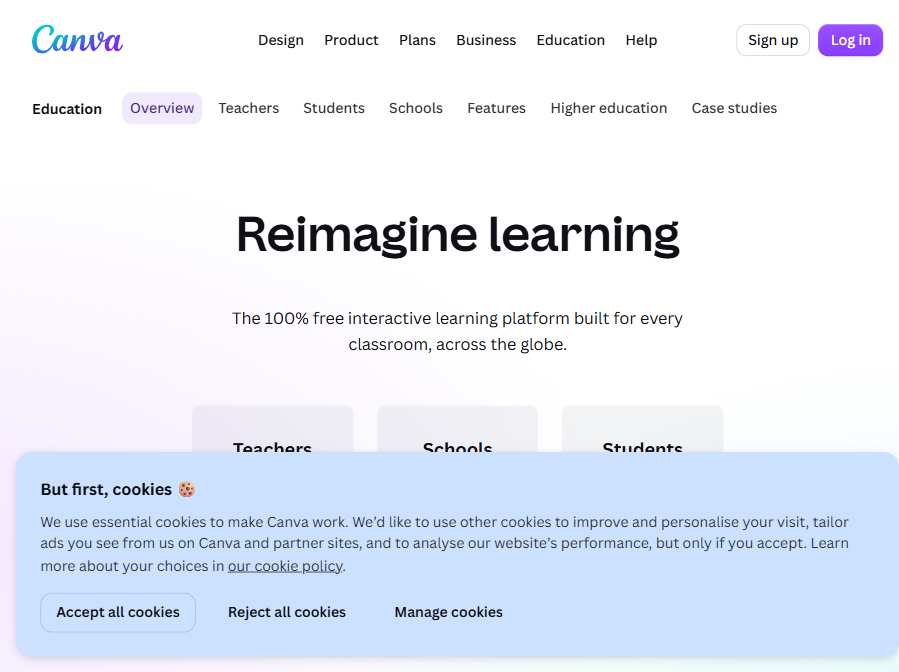 Canva
Design Product Plans Business Education Help
Sign up Log in
Education Overview Teachers Students Schools Features Higher education Case studies
Reimagine learning
The 100% free interactive learning platform built for every
classroom, across the globe.
Teachers Schools Students
But first, cookies 🍪
We use essential cookies to make Canva work. We’d like to use other cookies to improve and personalise your visit, tailor
ads you see from us on Canva and partner sites, and to analyse our website’s performance, but only if you accept. Learn
more about your choices in our cookie policy.
Accept all cookies Reject all cookies Manage cookies